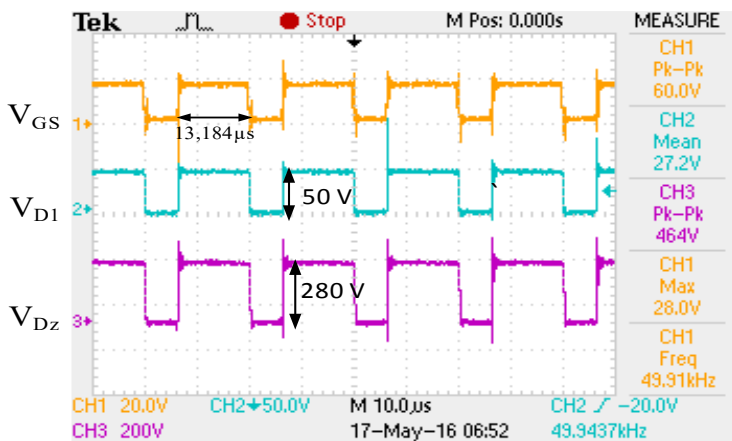 Tek Stop M Pos: 0.000s MEASURE
CH1
Pk-Pk
60.0V
CH2
Mean
27.2V
CH3
Pk-Pk
464V
CH1
Max
28.0V
CH1
Freq
49.91kHz
VGS 1 13,184µs
VD1 2 50 V
VDz 3 280 V
CH1 20.0V CH2 50.0V M 10.0µs CH2 -20.0V
CH3 200V 17-May-16 06:52 49.9437kHz